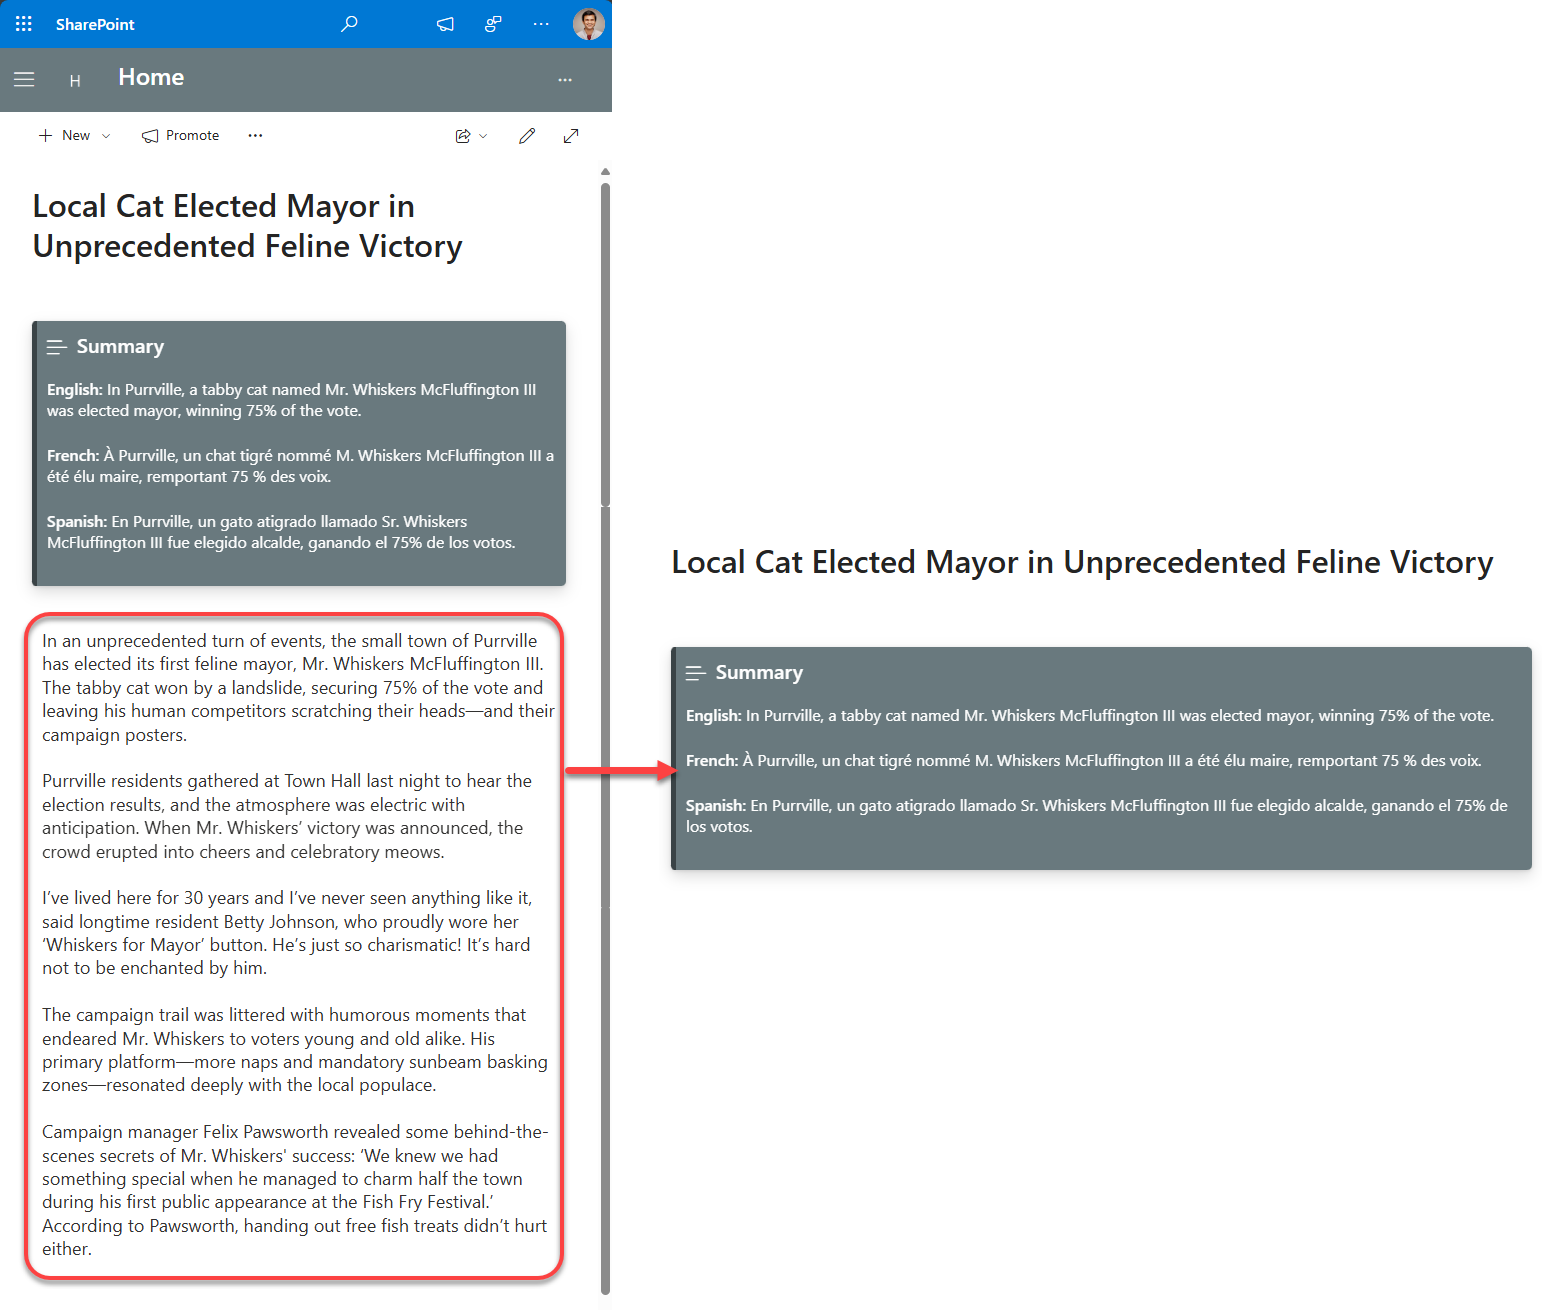 SharePoint
H Home
New Promote
Local Cat Elected Mayor in
Unprecedented Feline Victory
Summary
English: In Purrville, a tabby cat named Mr. Whiskers McFluffington III
was elected mayor, winning 75% of the vote.
French: À Purrville, un chat tigré nommé M. Whiskers McFluffington III a
été élu maire, remportant 75 % des voix.
Spanish: En Purrville, un gato atigrado llamado Sr. Whiskers
McFluffington III fue elegido alcalde, ganando el 75% de los votos.
In an unprecedented turn of events, the small town of Purrville
has elected its first feline mayor, Mr. Whiskers McFluffington III.
The tabby cat won by a landslide, securing 75% of the vote and
leaving his human competitors scratching their heads—and their
campaign posters.
Purrville residents gathered at Town Hall last night to hear the
election results, and the atmosphere was electric with
anticipation. When Mr. Whiskers’ victory was announced, the
crowd erupted into cheers and celebratory meows.
I’ve lived here for 30 years and I’ve never seen anything like it,
said longtime resident Betty Johnson, who proudly wore her
‘Whiskers for Mayor’ button. He’s just so charismatic! It’s hard
not to be enchanted by him.
The campaign trail was littered with humorous moments that
endeared Mr. Whiskers to voters young and old alike. His
primary platform—more naps and mandatory sunbeam basking
zones—resonated deeply with the local populace.
Campaign manager Felix Pawsworth revealed some behind-the-
scenes secrets of Mr. Whiskers' success: ‘We knew we had
something special when he managed to charm half the town
during his first public appearance at the Fish Fry Festival.’
According to Pawsworth, handing out free fish treats didn’t hurt
either.
Local Cat Elected Mayor in Unprecedented Feline Victory
Summary
English: In Purrville, a tabby cat named Mr. Whiskers McFluffington III was elected mayor, winning 75% of the vote.
French: À Purrville, un chat tigré nommé M. Whiskers McFluffington III a été élu maire, remportant 75 % des voix.
Spanish: En Purrville, un gato atigrado llamado Sr. Whiskers McFluffington III fue elegido alcalde, ganando el 75% de
los votos.